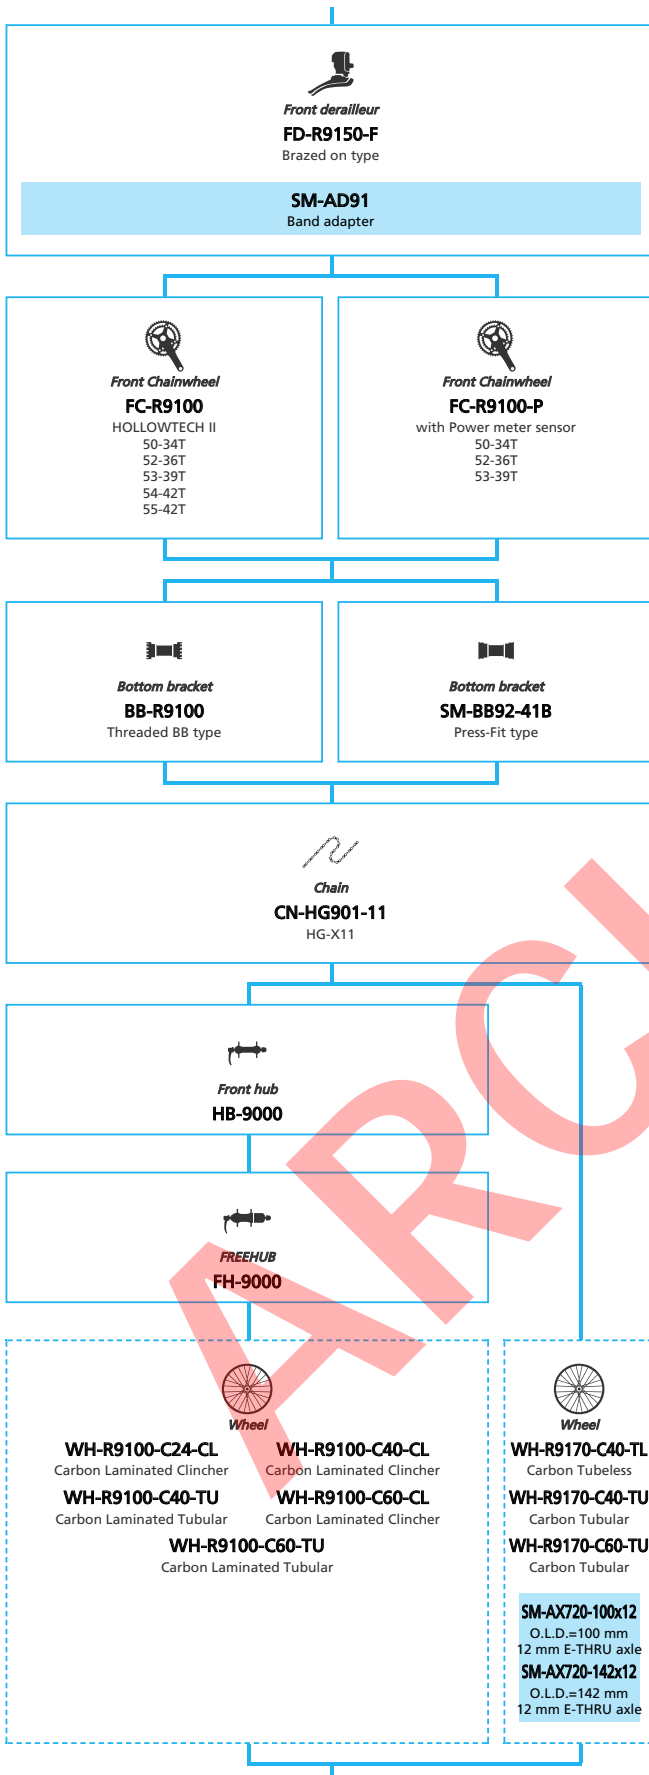 Front derailleur
FD-R9150-F
Brazed on type
SM-AD91
Band adapter
Front Chainwheel
FC-R9100
HOLLOWTECH II
50-34T
52-36T
53-39T
54-42T
55-42T
Front Chainwheel
FC-R9100-P
with Power meter sensor
50-34T
52-36T
53-39T
Bottom bracket
BB-R9100
Threaded BB type
Bottom bracket
SM-BB92-41B
Press-Fit type
Chain
CN-HG901-11
HG-X11
Front hub
HB-9000
FREEHUB
FH-9000
Wheel
WH-R9100-C24-CL
Carbon Laminated Clincher
WH-R9100-C40-CL
Carbon Laminated Clincher
WH-R9100-C40-TU
Carbon Laminated Tubular
WH-R9100-C60-CL
Carbon Laminated Clincher
WH-R9100-C60-TU
Carbon Laminated Tubular
Wheel
WH-R9170-C40-TL
Carbon Tubeless
WH-R9170-C40-TU
Carbon Tubular
WH-R9170-C60-TU
Carbon Tubular
SM-AX720-100x12
O.L.D.=100 mm
12 mm E-THRU axle
SM-AX720-142x12
O.L.D.=142 mm
12 mm E-THRU axle